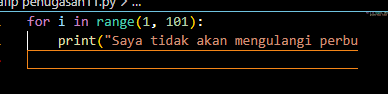 penugasan11.py > ...
for i in range(1, 101):
print("Saya tidak akan mengulangi perbu